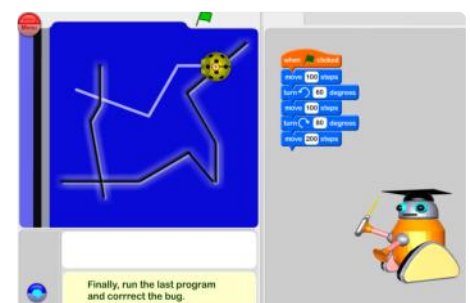 Menu
when clicked
move 100 steps
turn 60 degrees
move 100 steps
turn 80 degrees
move 200 steps
Finally, run the last program
and corrrect the bug.